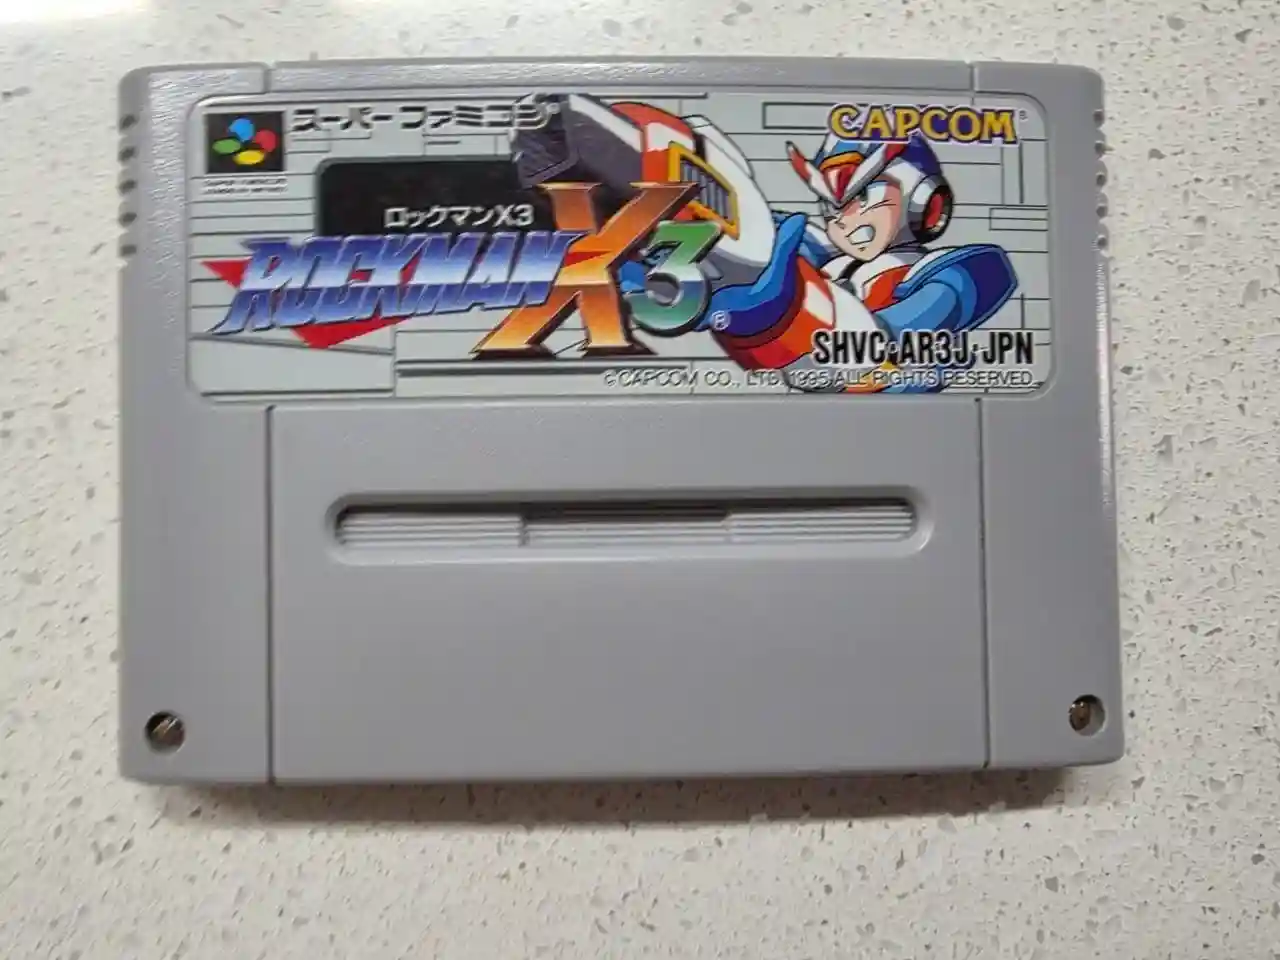 スーパーファミコン
CAPCOM
ロックマンX3
ROCKMAN X3
SHVC-AR3J-JPN
© CAPCOM CO., LTD. 1995 ALL RIGHTS RESERVED.